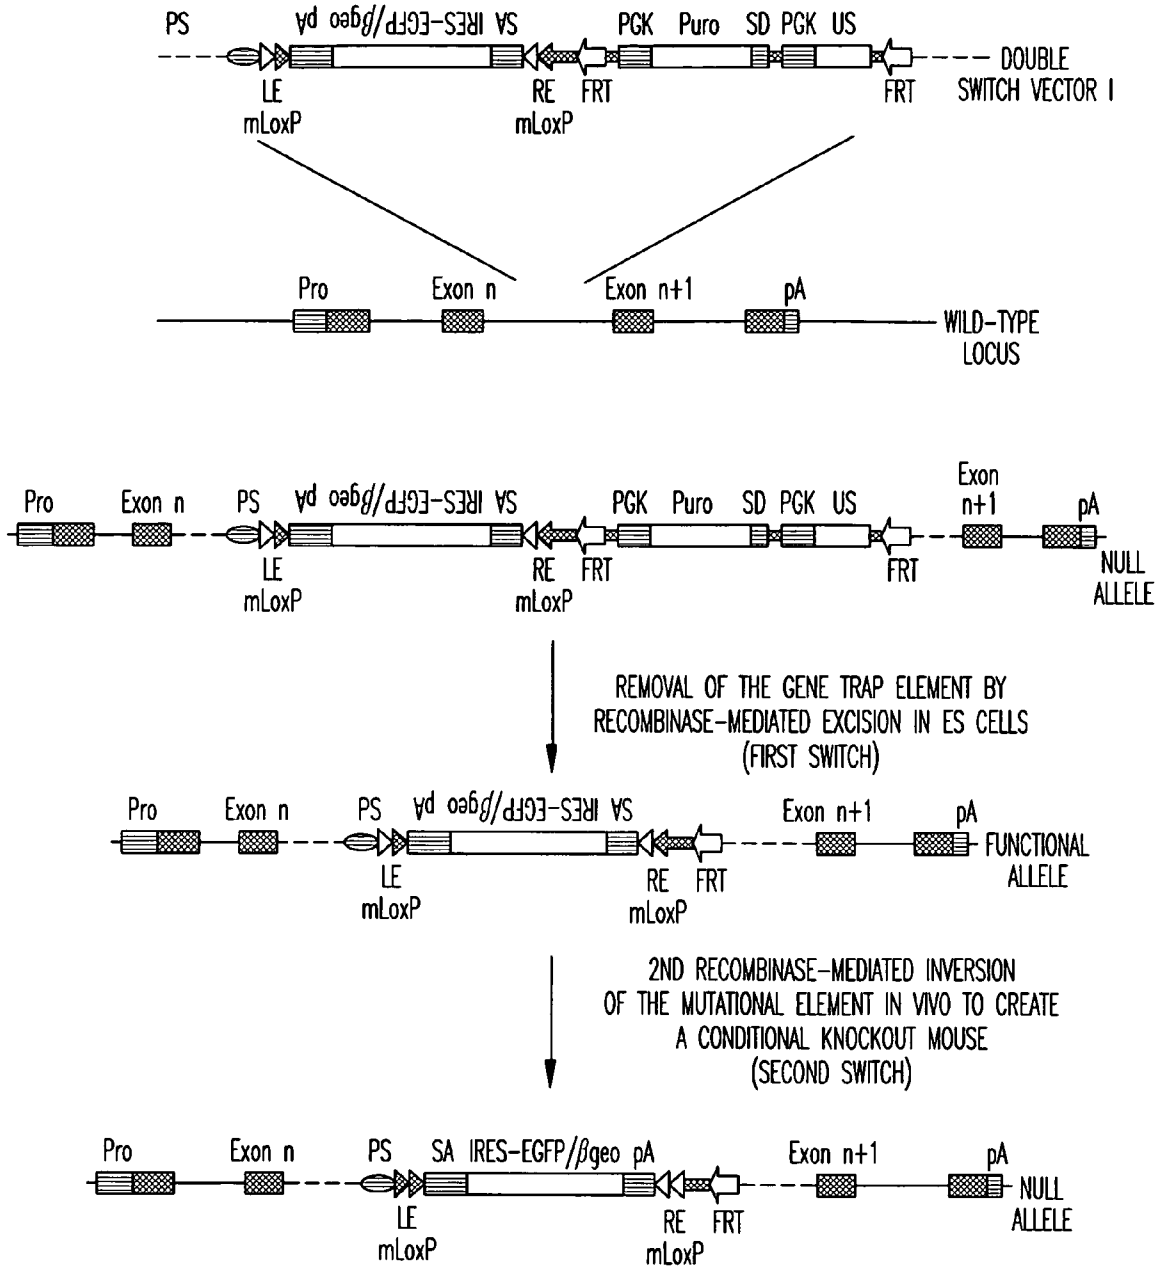 PS pA βgeo/IRES-EGFP SA PGK Puro SD PGK US
LE RE FRT FRT
mLoxP mLoxP
DOUBLE
SWITCH VECTOR I
Pro Exon n Exon n+1 pA
WILD-TYPE
LOCUS
Exon
Pro Exon n PS pA βgeo/IRES-EGFP SA PGK Puro SD PGK US n+1 pA
LE RE FRT FRT
mLoxP mLoxP
NULL
ALLELE
REMOVAL OF THE GENE TRAP ELEMENT BY
RECOMBINASE-MEDIATED EXCISION IN ES CELLS
(FIRST SWITCH)
Pro Exon n PS pA βgeo/IRES-EGFP SA Exon n+1 pA
LE RE FRT
mLoxP mLoxP
FUNCTIONAL
ALLELE
2ND RECOMBINASE-MEDIATED INVERSION
OF THE MUTATIONAL ELEMENT IN VIVO TO CREATE
A CONDITIONAL KNOCKOUT MOUSE
(SECOND SWITCH)
Pro Exon n PS SA IRES-EGFP/βgeo pA Exon n+1 pA
LE RE FRT
mLoxP mLoxP
NULL
ALLELE